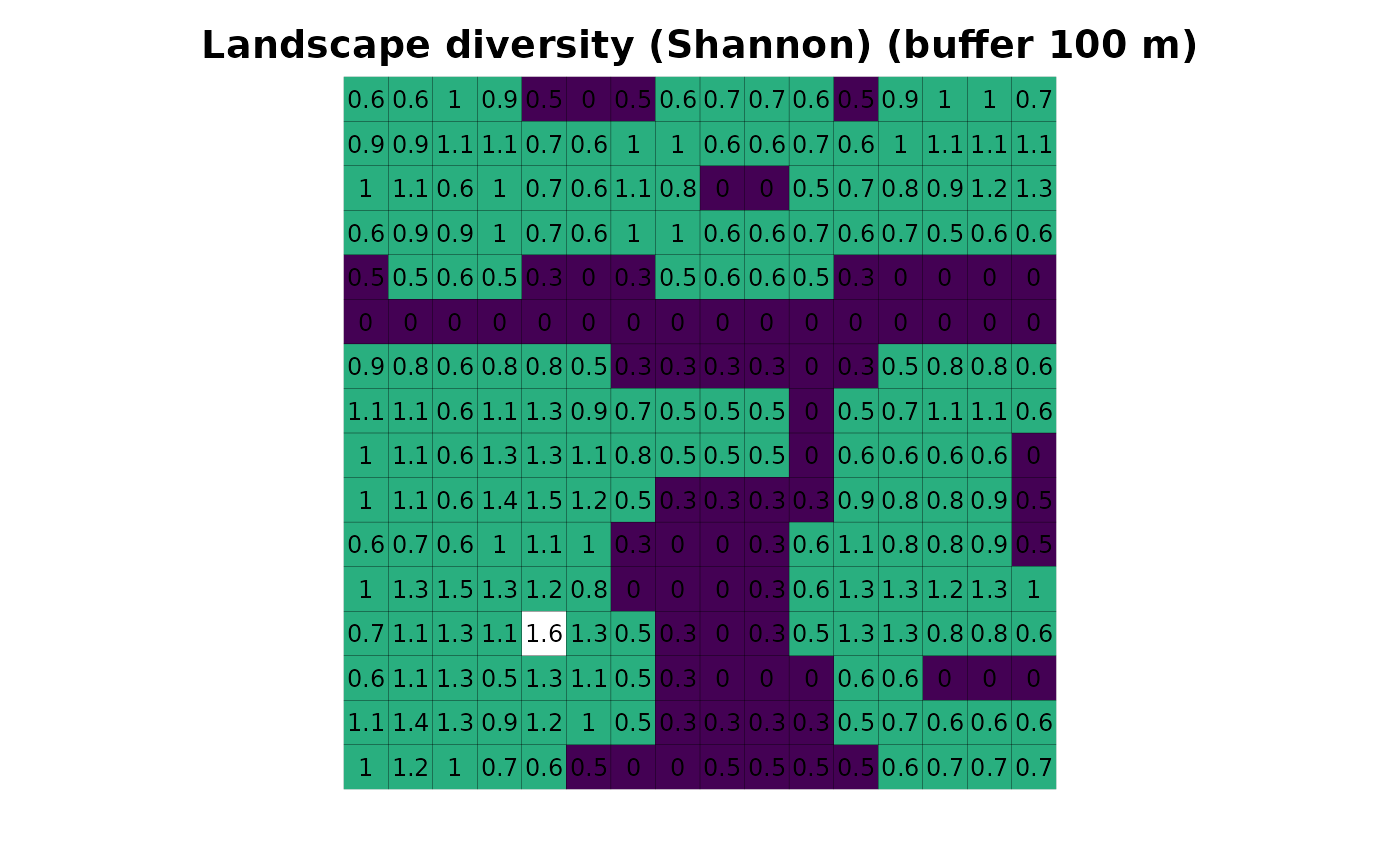 Landscape diversity (Shannon) (buffer 100 m)
0.6 0.6 1 0.9 0.5 0 0.5 0.6 0.7 0.7 0.6 0.5 0.9 1 1 0.7
0.9 0.9 1.1 1.1 0.7 0.6 1 1 0.6 0.6 0.7 0.6 1 1.1 1.1 1.1
1 1.1 0.6 1 0.7 0.6 1.1 0.8 0 0 0.5 0.7 0.8 0.9 1.2 1.3
0.6 0.9 0.9 1 0.7 0.6 1 1 0.6 0.6 0.7 0.6 0.7 0.5 0.6 0.6
0.5 0.5 0.6 0.5 0.3 0 0.3 0.5 0.6 0.6 0.5 0.3 0 0 0 0
0 0 0 0 0 0 0 0 0 0 0 0 0 0 0 0
0.9 0.8 0.6 0.8 0.8 0.5 0.3 0.3 0.3 0.3 0 0.3 0.5 0.8 0.8 0.6
1.1 1.1 0.6 1.1 1.3 0.9 0.7 0.5 0.5 0.5 0 0.5 0.7 1.1 1.1 0.6
1 1.1 0.6 1.3 1.3 1.1 0.8 0.5 0.5 0.5 0 0.6 0.6 0.6 0.6 0
1 1.1 0.6 1.4 1.5 1.2 0.5 0.3 0.3 0.3 0.3 0.9 0.8 0.8 0.9 0.5
0.6 0.7 0.6 1 1.1 1 0.3 0 0 0.3 0.6 1.1 0.8 0.8 0.9 0.5
1 1.3 1.5 1.3 1.2 0.8 0 0 0 0.3 0.6 1.3 1.3 1.2 1.3 1
0.7 1.1 1.3 1.1 1.6 1.3 0.5 0.3 0 0.3 0.5 1.3 1.3 0.8 0.8 0.6
0.6 1.1 1.3 0.5 1.3 1.1 0.5 0.3 0 0 0 0.6 0.6 0 0 0
1.1 1.4 1.3 0.9 1.2 1 0.5 0.3 0.3 0.3 0.3 0.5 0.7 0.6 0.6 0.6
1 1.2 1 0.7 0.6 0.5 0 0 0.5 0.5 0.5 0.5 0.6 0.7 0.7 0.7